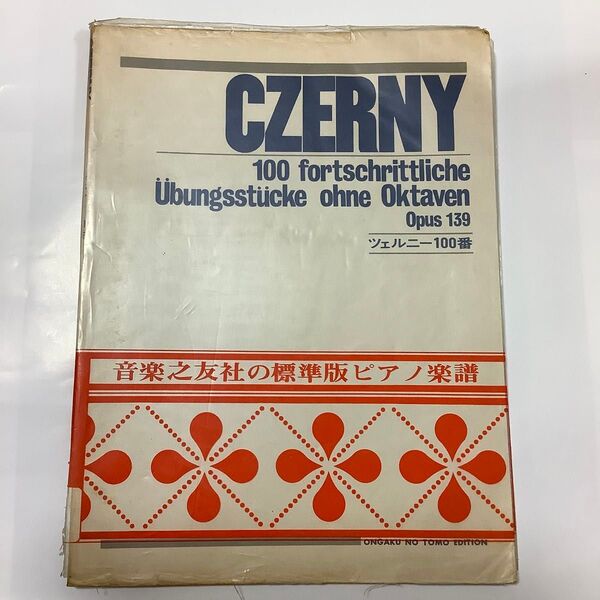 CZERNY
100 fortschrittliche
Übungsstücke ohne Oktaven
Opus 139
ツェルニー100番
音楽之友社の標準版ピアノ楽譜
ONGAKU NO TOMO EDITION